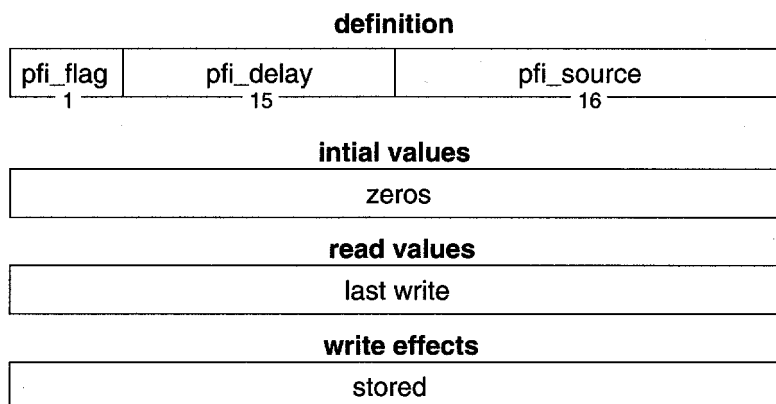 definition
pfi_flag pfi_delay pfi_source
1 15 16
intial values
zeros
read values
last write
write effects
stored